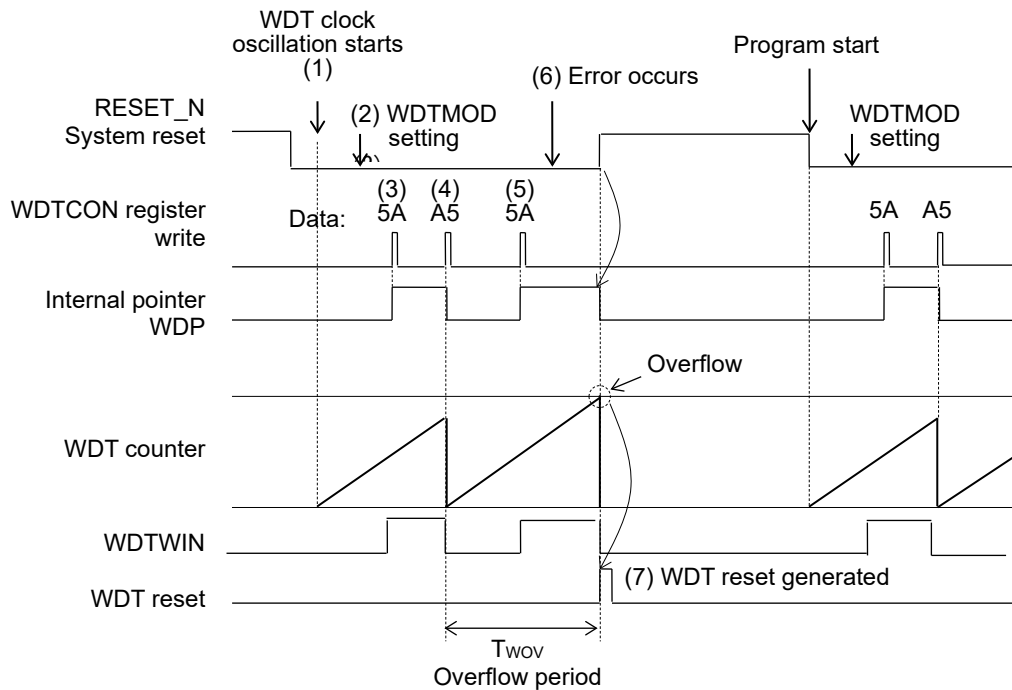 WDT clock
oscillation starts
(1)
Program start
(6) Error occurs
RESET_N
System reset
(2) WDTMOD
setting
WDTMOD
setting
(3) (4) (5)
WDTCON register
write
Data: 5A A5 5A 5A A5
Internal pointer
WDP
Overflow
WDT counter
WDTWIN
(7) WDT reset generated
WDT reset
TWOV
Overflow period